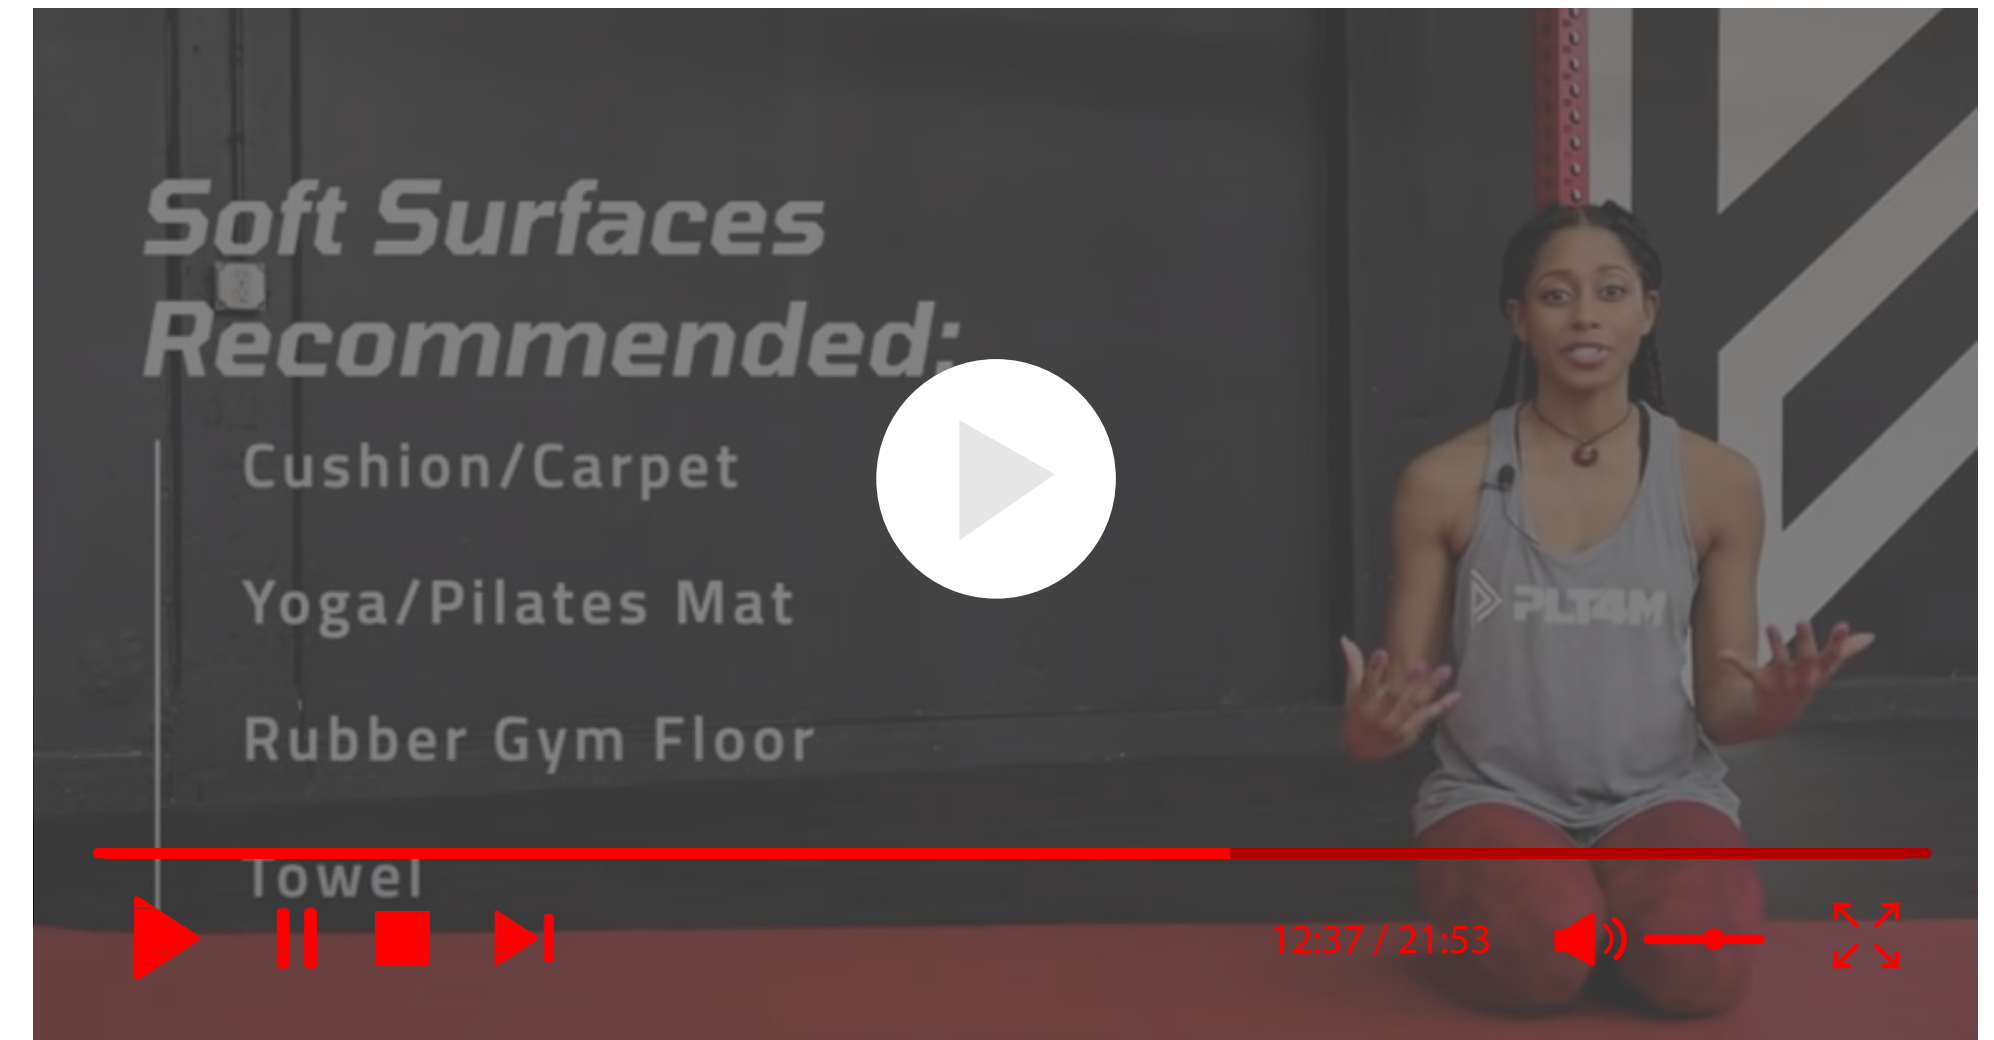 Soft Surfaces
Recommended:
Cushion/Carpet
Yoga/Pilates Mat
Rubber Gym Floor
Towel
PLT4M
12:37 / 21:53